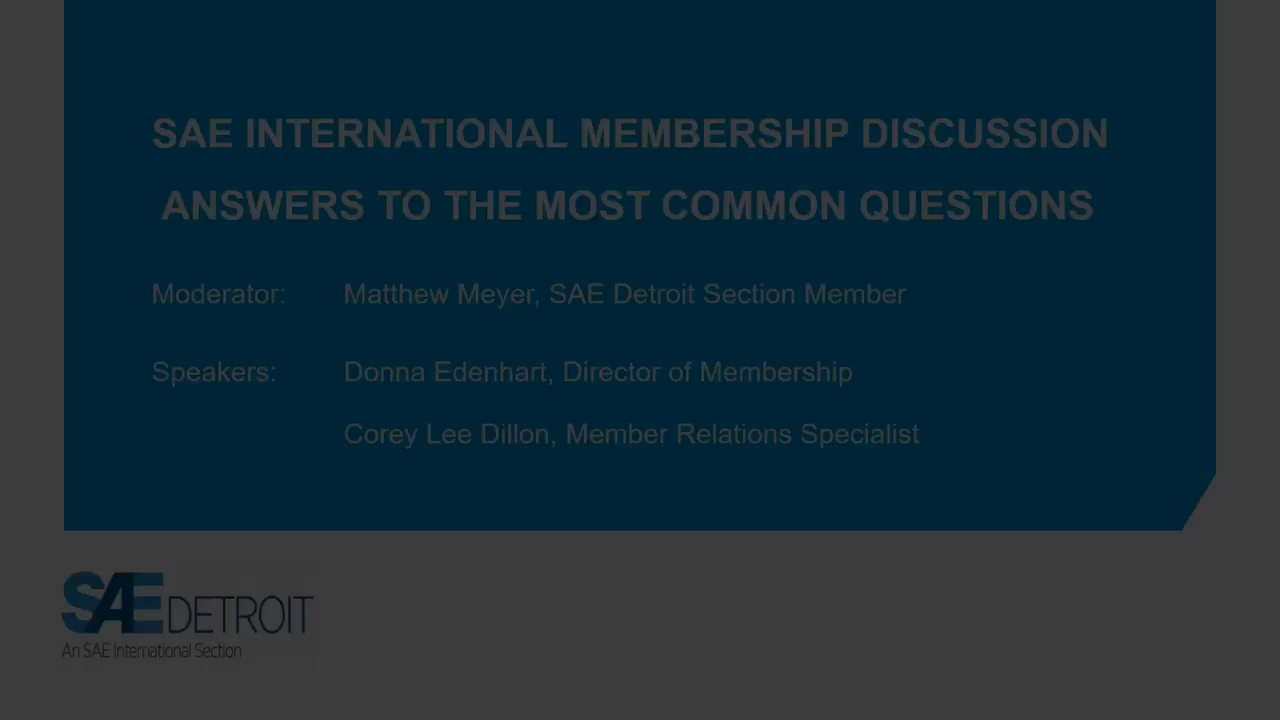 SAE INTERNATIONAL MEMBERSHIP DISCUSSION
ANSWERS TO THE MOST COMMON QUESTIONS
Moderator: Matthew Meyer, SAE Detroit Section Member
Speakers: Donna Edenhart, Director of Membership
Corey Lee Dillon, Member Relations Specialist
SAE DETROIT
An SAE International Section